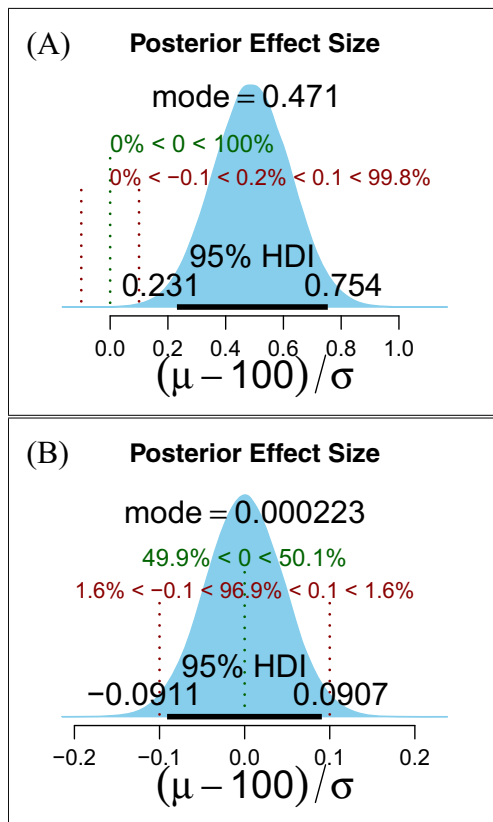 (A)
Posterior Effect Size
mode = 0.471
0% < 0 < 100%
0% < −0.1 < 0.2% < 0.1 < 99.8%
95% HDI
0.231 0.754
0.0 0.2 0.4 0.6 0.8 1.0
(μ − 100)/σ
(B)
Posterior Effect Size
mode = 0.000223
49.9% < 0 < 50.1%
1.6% < −0.1 < 96.9% < 0.1 < 1.6%
95% HDI
−0.0911 0.0907
−0.2 −0.1 0.0 0.1 0.2
(μ − 100)/σ